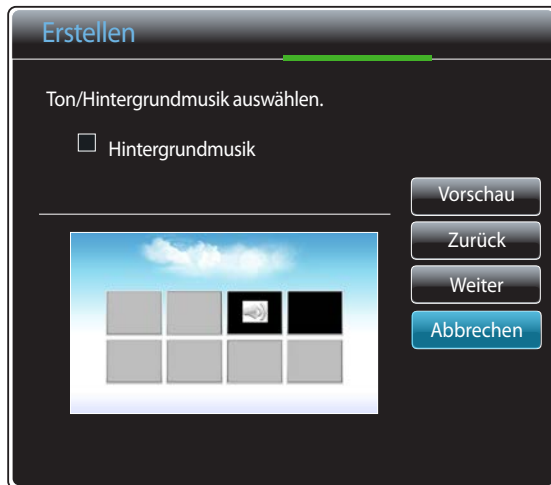 Erstellen
Ton/Hintergrundmusik auswählen.
Hintergrundmusik
Vorschau
Zurück
Weiter
Abbrechen